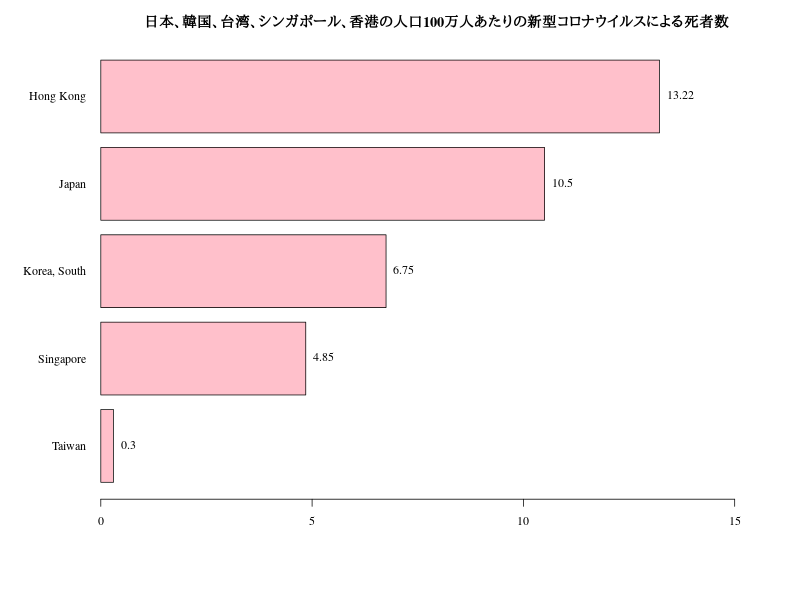 日本、韓国、台湾、シンガポール、香港の人口100万人あたりの新型コロナウイルスによる死者数
Hong Kong
13.22
Japan
10.5
Korea, South
6.75
Singapore
4.85
Taiwan
0.3
0
5
10
15